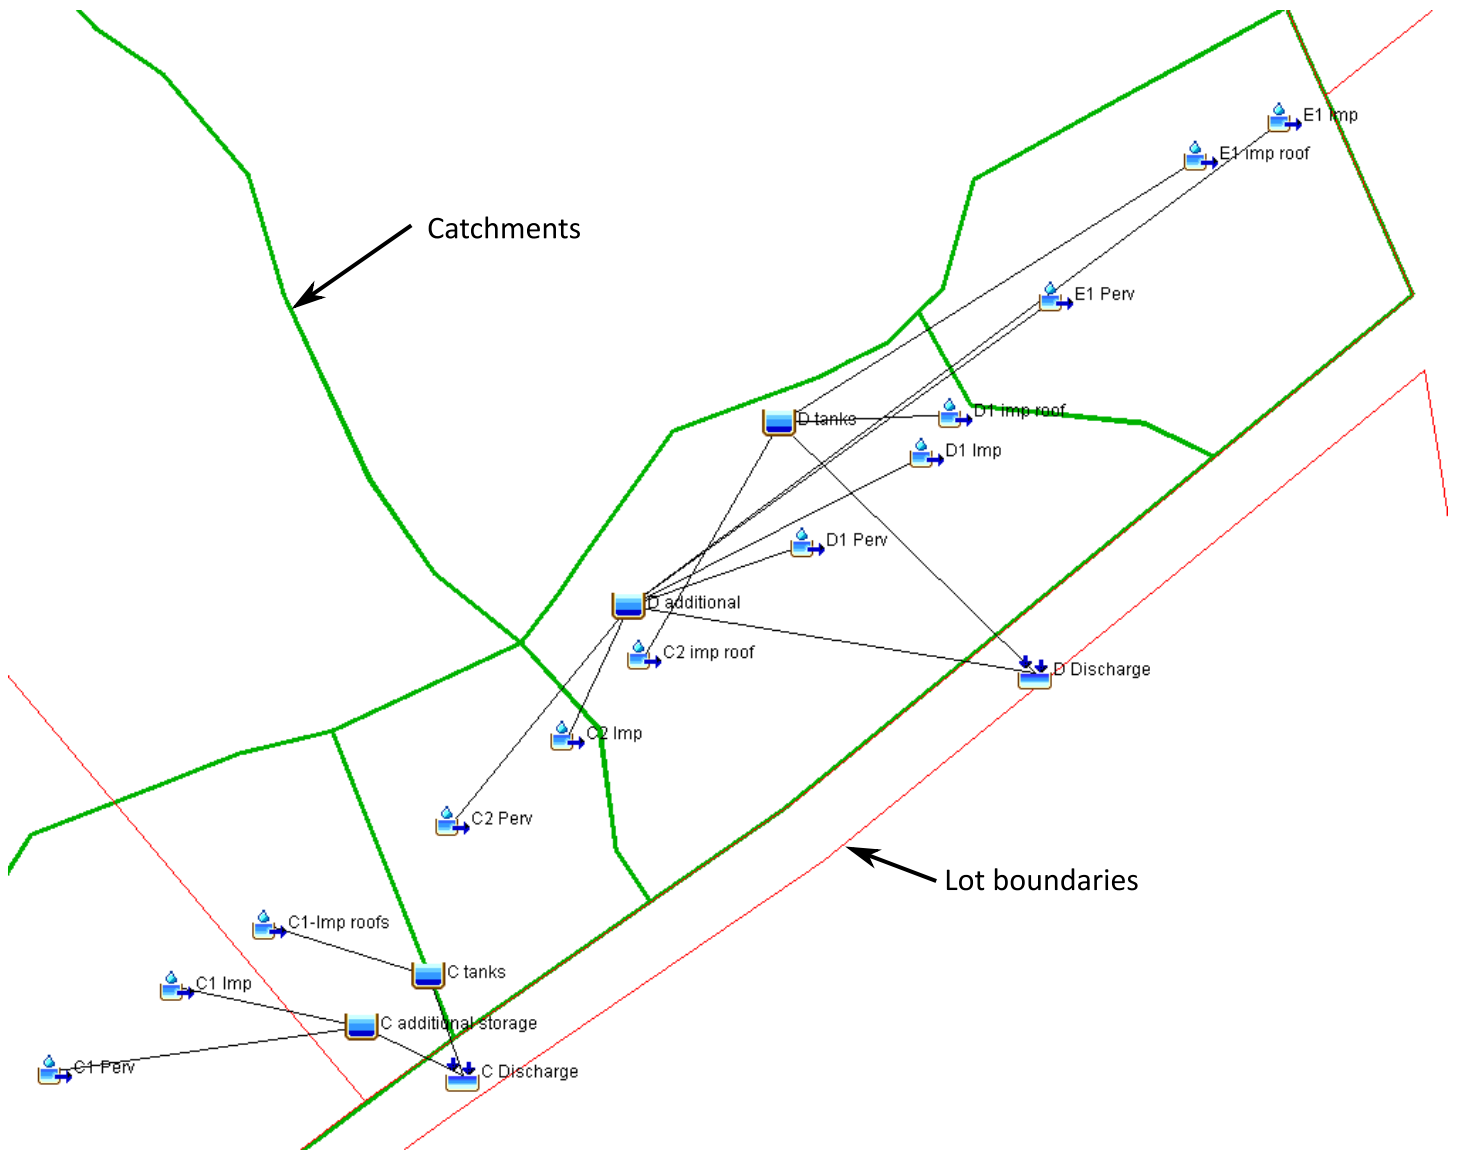 E1 Imp
E1 imp roof
Catchments
E1 Perv
D1 imp roof
D tanks
D1 Imp
D1 Perv
D additional
C2 imp roof
D Discharge
C2 Imp
C2 Perv
Lot boundaries
C1-Imp roofs
C tanks
C1 Imp
C additional storage
C1 Perv
C Discharge